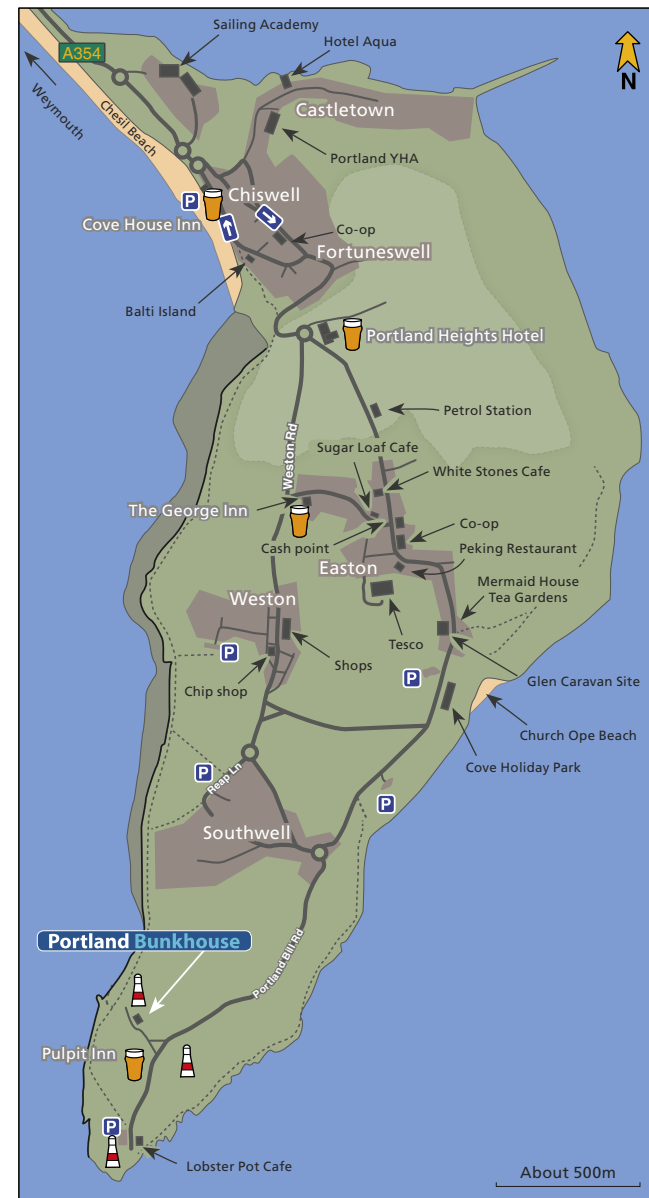 Sailing Academy
A354
Hotel Aqua
N
Weymouth
Chesil Beach
Castletown
Portland YHA
P
Chiswell
Cove House Inn
Co-op
Fortuneswell
Balti Island
Portland Heights Hotel
Petrol Station
Weston Rd
Sugar Loaf Cafe
White Stones Cafe
The George Inn
Co-op
Cash point
Peking Restaurant
Easton
Mermaid House
Tea Gardens
Weston
Tesco
P
Shops
P
Glen Caravan Site
Chip shop
Church Ope Beach
Cove Holiday Park
P
Reap Ln
P
Southwell
Portland Bunkhouse
Portland Bill Rd
Pulpit Inn
P
Lobster Pot Cafe
About 500m